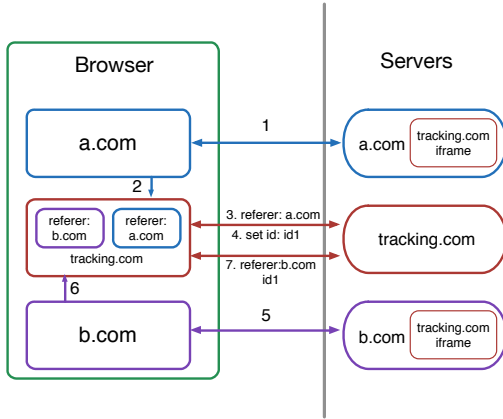 Browser
Servers
a.com
1
a.com
tracking.com
iframe
2
referer:
b.com
referer:
a.com
tracking.com
3. referer: a.com
4. set id: id1
7. referer:b.com
id1
tracking.com
6
b.com
5
b.com
tracking.com
iframe